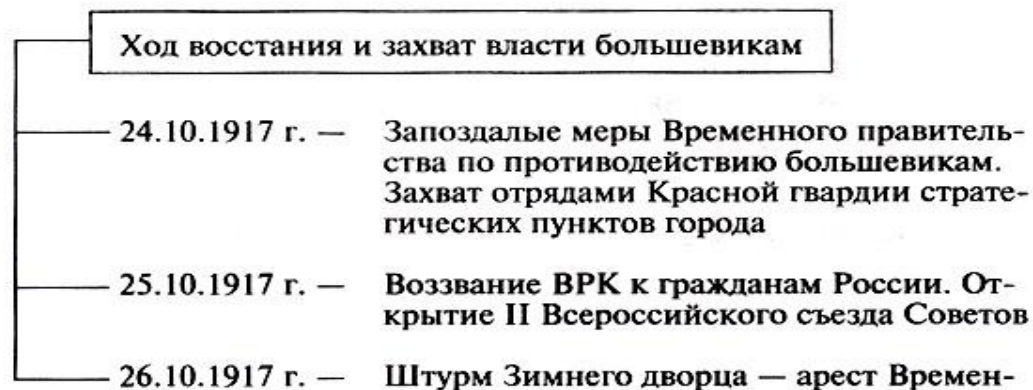 Ход восстания и захват власти большевикам
24.10.1917 г. — Запоздалые меры Временного правитель-
ства по противодействию большевикам.
Захват отрядами Красной гвардии страте-
гических пунктов города
25.10.1917 г. — Воззвание ВРК к гражданам России. От-
крытие II Всероссийского съезда Советов
26.10.1917 г. — Штурм Зимнего дворца — арест Времен-